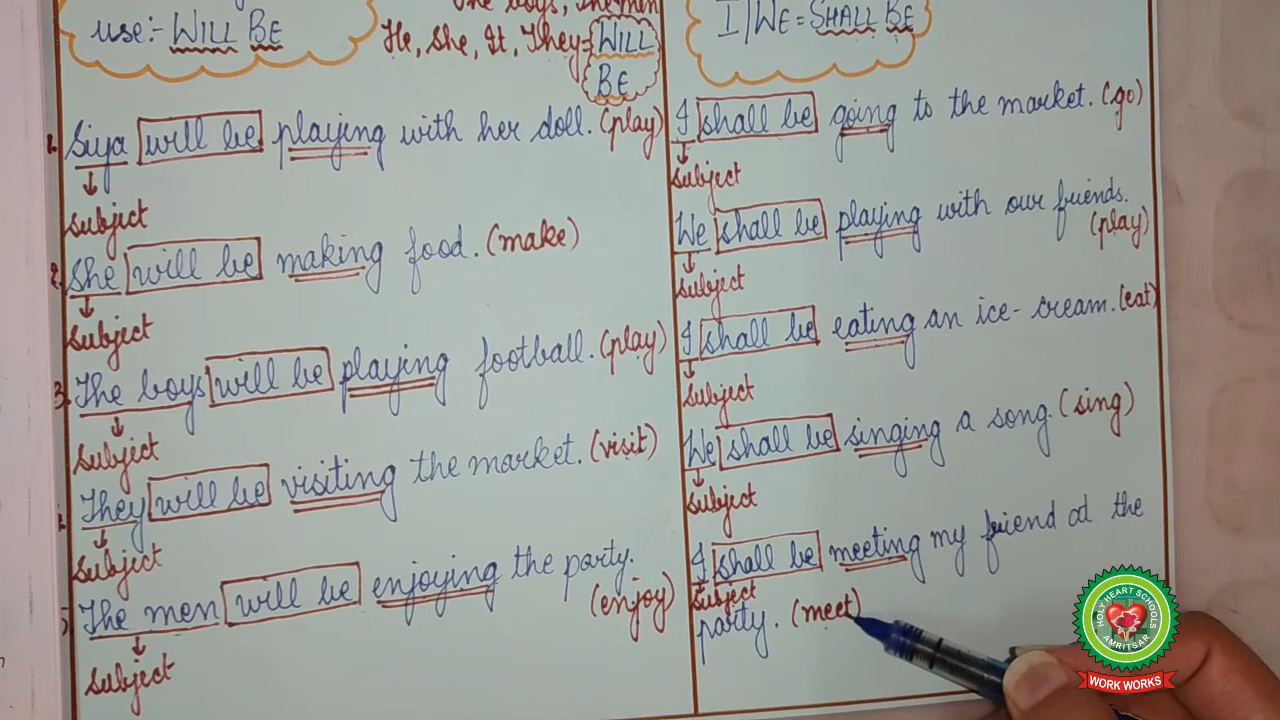 use:- WILL BE
The boys, The men
He, She, It, They= WILL
BE
1. Siya will be playing with her doll. (play)
Subject
2. She will be making food. (make)
Subject
3. The boys will be playing football. (play)
Subject
They will be visiting the market. (visit)
Subject
5 The men will be enjoying the party.
(enjoy)
Subject
I/WE = SHALL BE
I shall be going to the market. (go)
Subject
We shall be playing with our friends.
(play)
Subject
I shall be eating an ice-cream. (eat)
Subject
We shall be singing a song. (sing)
Subject
I shall be meeting my friend at the
Subject
party. (meet)
HOLY HEART SCHOOLS
AMRITSAR
WORK WORKS